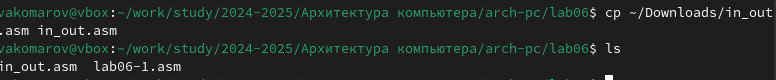 vakomarov@vbox:~/work/study/2024-2025/Архитектура компьютера/arch-pc/lab06$ cp ~/Downloads/in_out
.asm in_out.asm
vakomarov@vbox:~/work/study/2024-2025/Архитектура компьютера/arch-pc/lab06$ ls
in_out.asm  lab06-1.asm